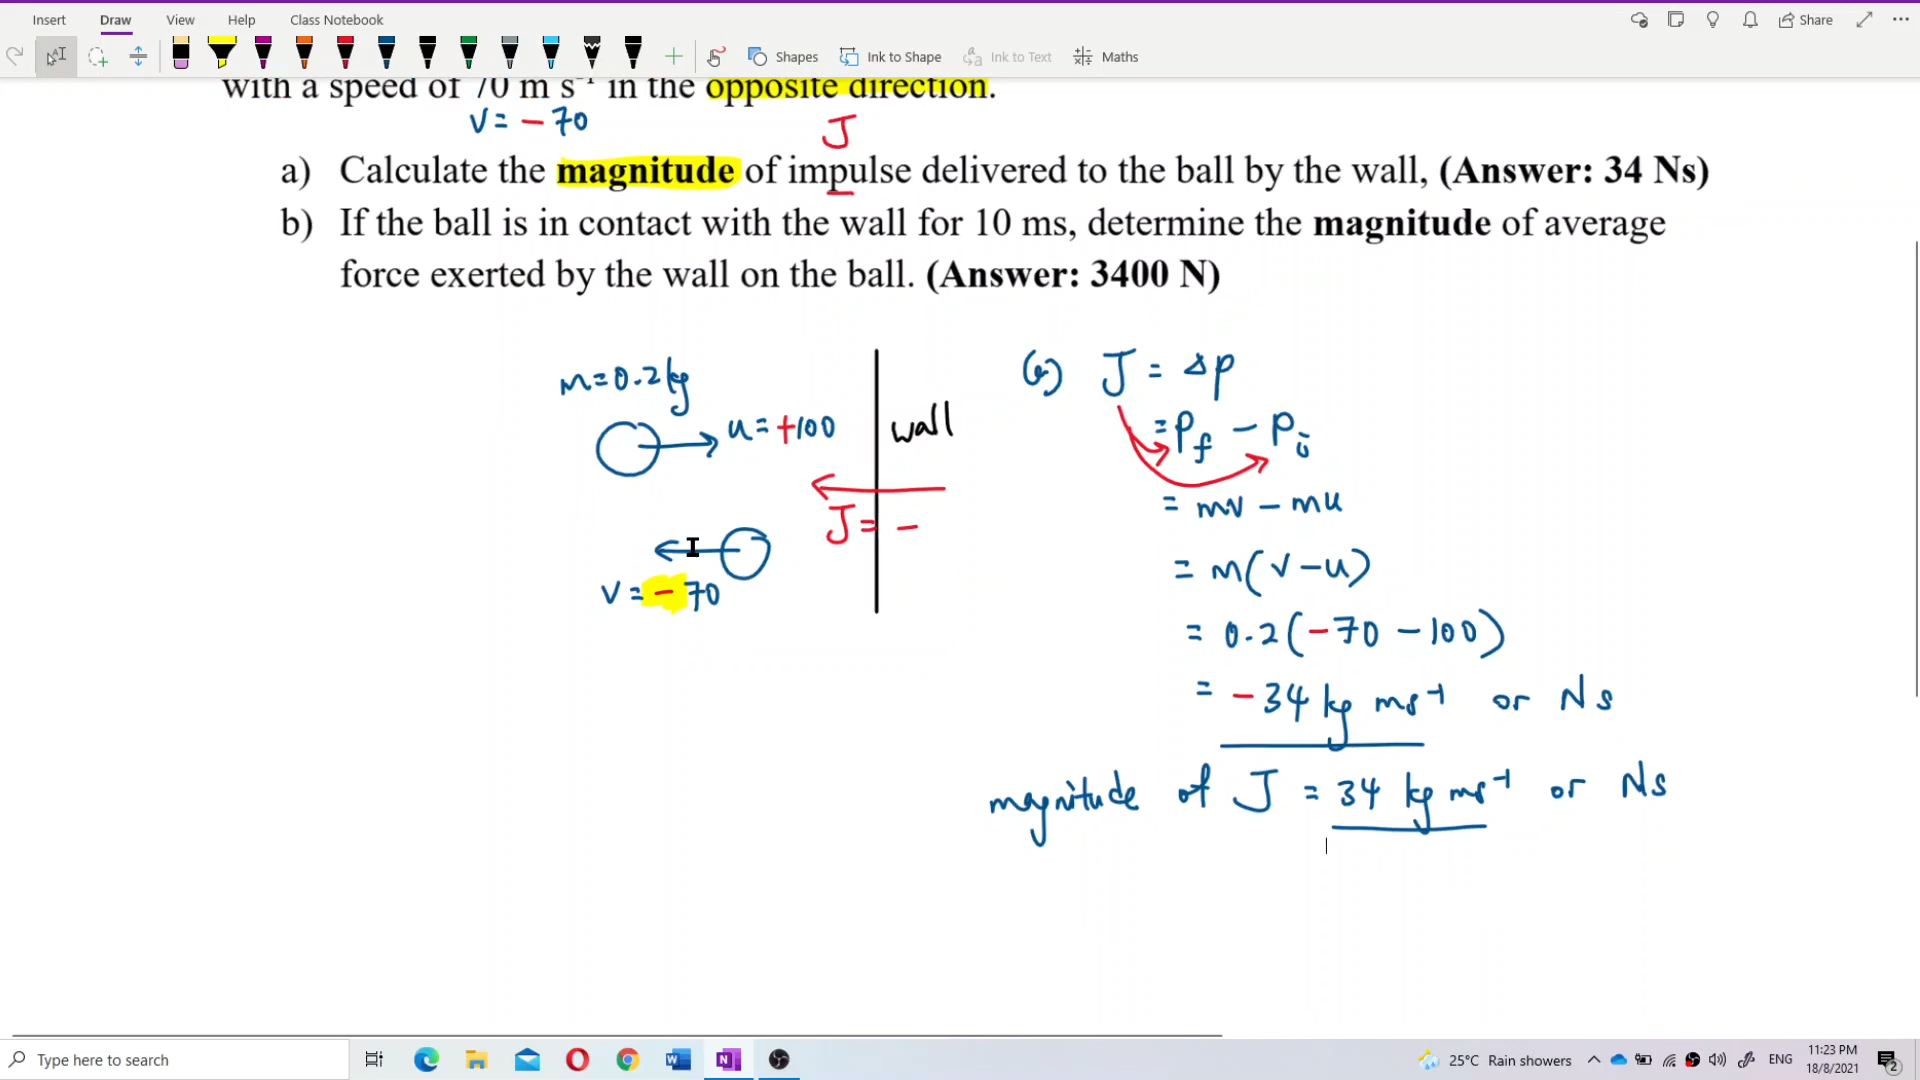 Insert Draw View Help Class Notebook
Share
Shapes Ink to Shape Ink to Text Maths
with a speed of 70 m s⁻¹ in the opposite direction.
V = - 70
J
a) Calculate the magnitude of impulse delivered to the ball by the wall, (Answer: 34 Ns)
b) If the ball is in contact with the wall for 10 ms, determine the magnitude of average
force exerted by the wall on the ball. (Answer: 3400 N)
m=0.2kg
u = +100
wall
J = -
V = - 70
(a) J = Δp
= Pf - Pi
= mv - mu
= m(v-u)
= 0.2(-70 -100)
= -34 kg ms⁻¹ or Ns
magnitude of J = 34 kg ms⁻¹ or Ns
Type here to search
25°C Rain showers
ENG
11:23 PM
18/8/2021
2